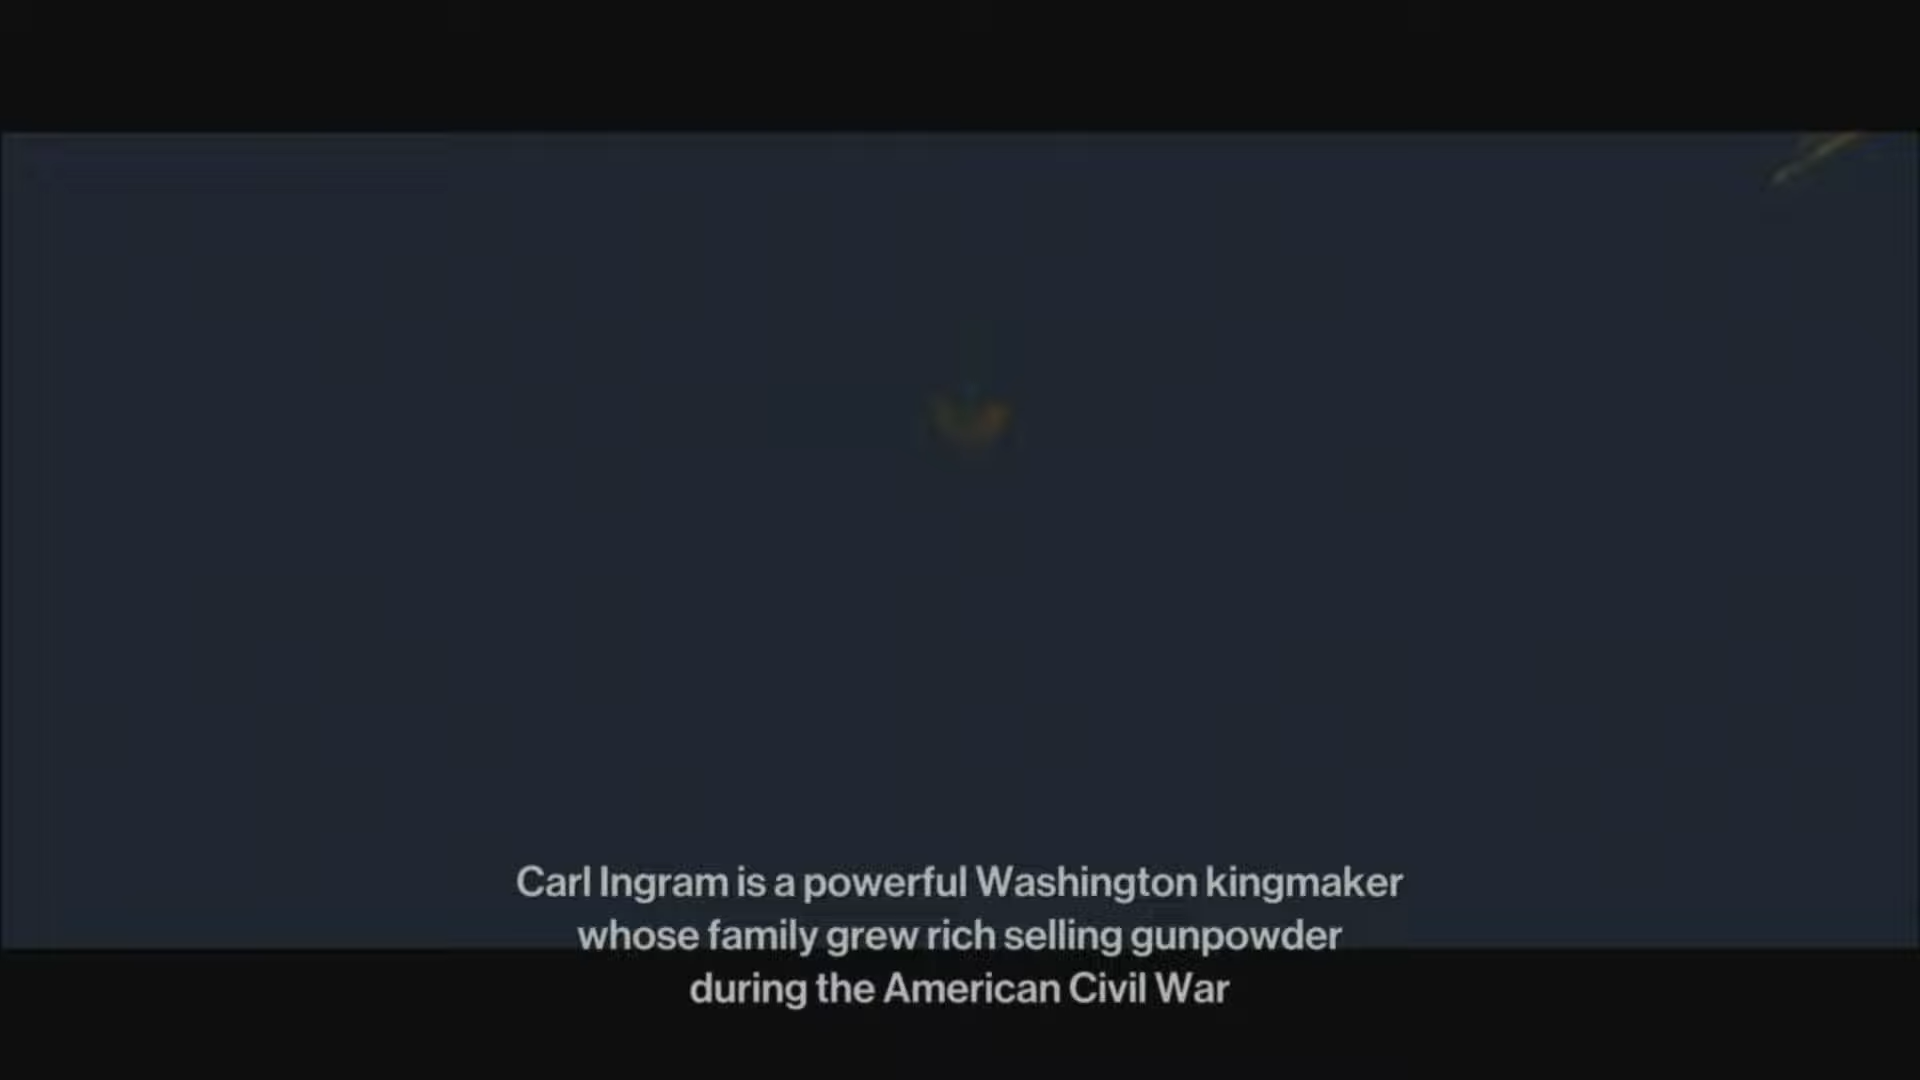 Carl Ingram is a powerful Washington kingmaker
whose family grew rich selling gunpowder
during the American Civil War